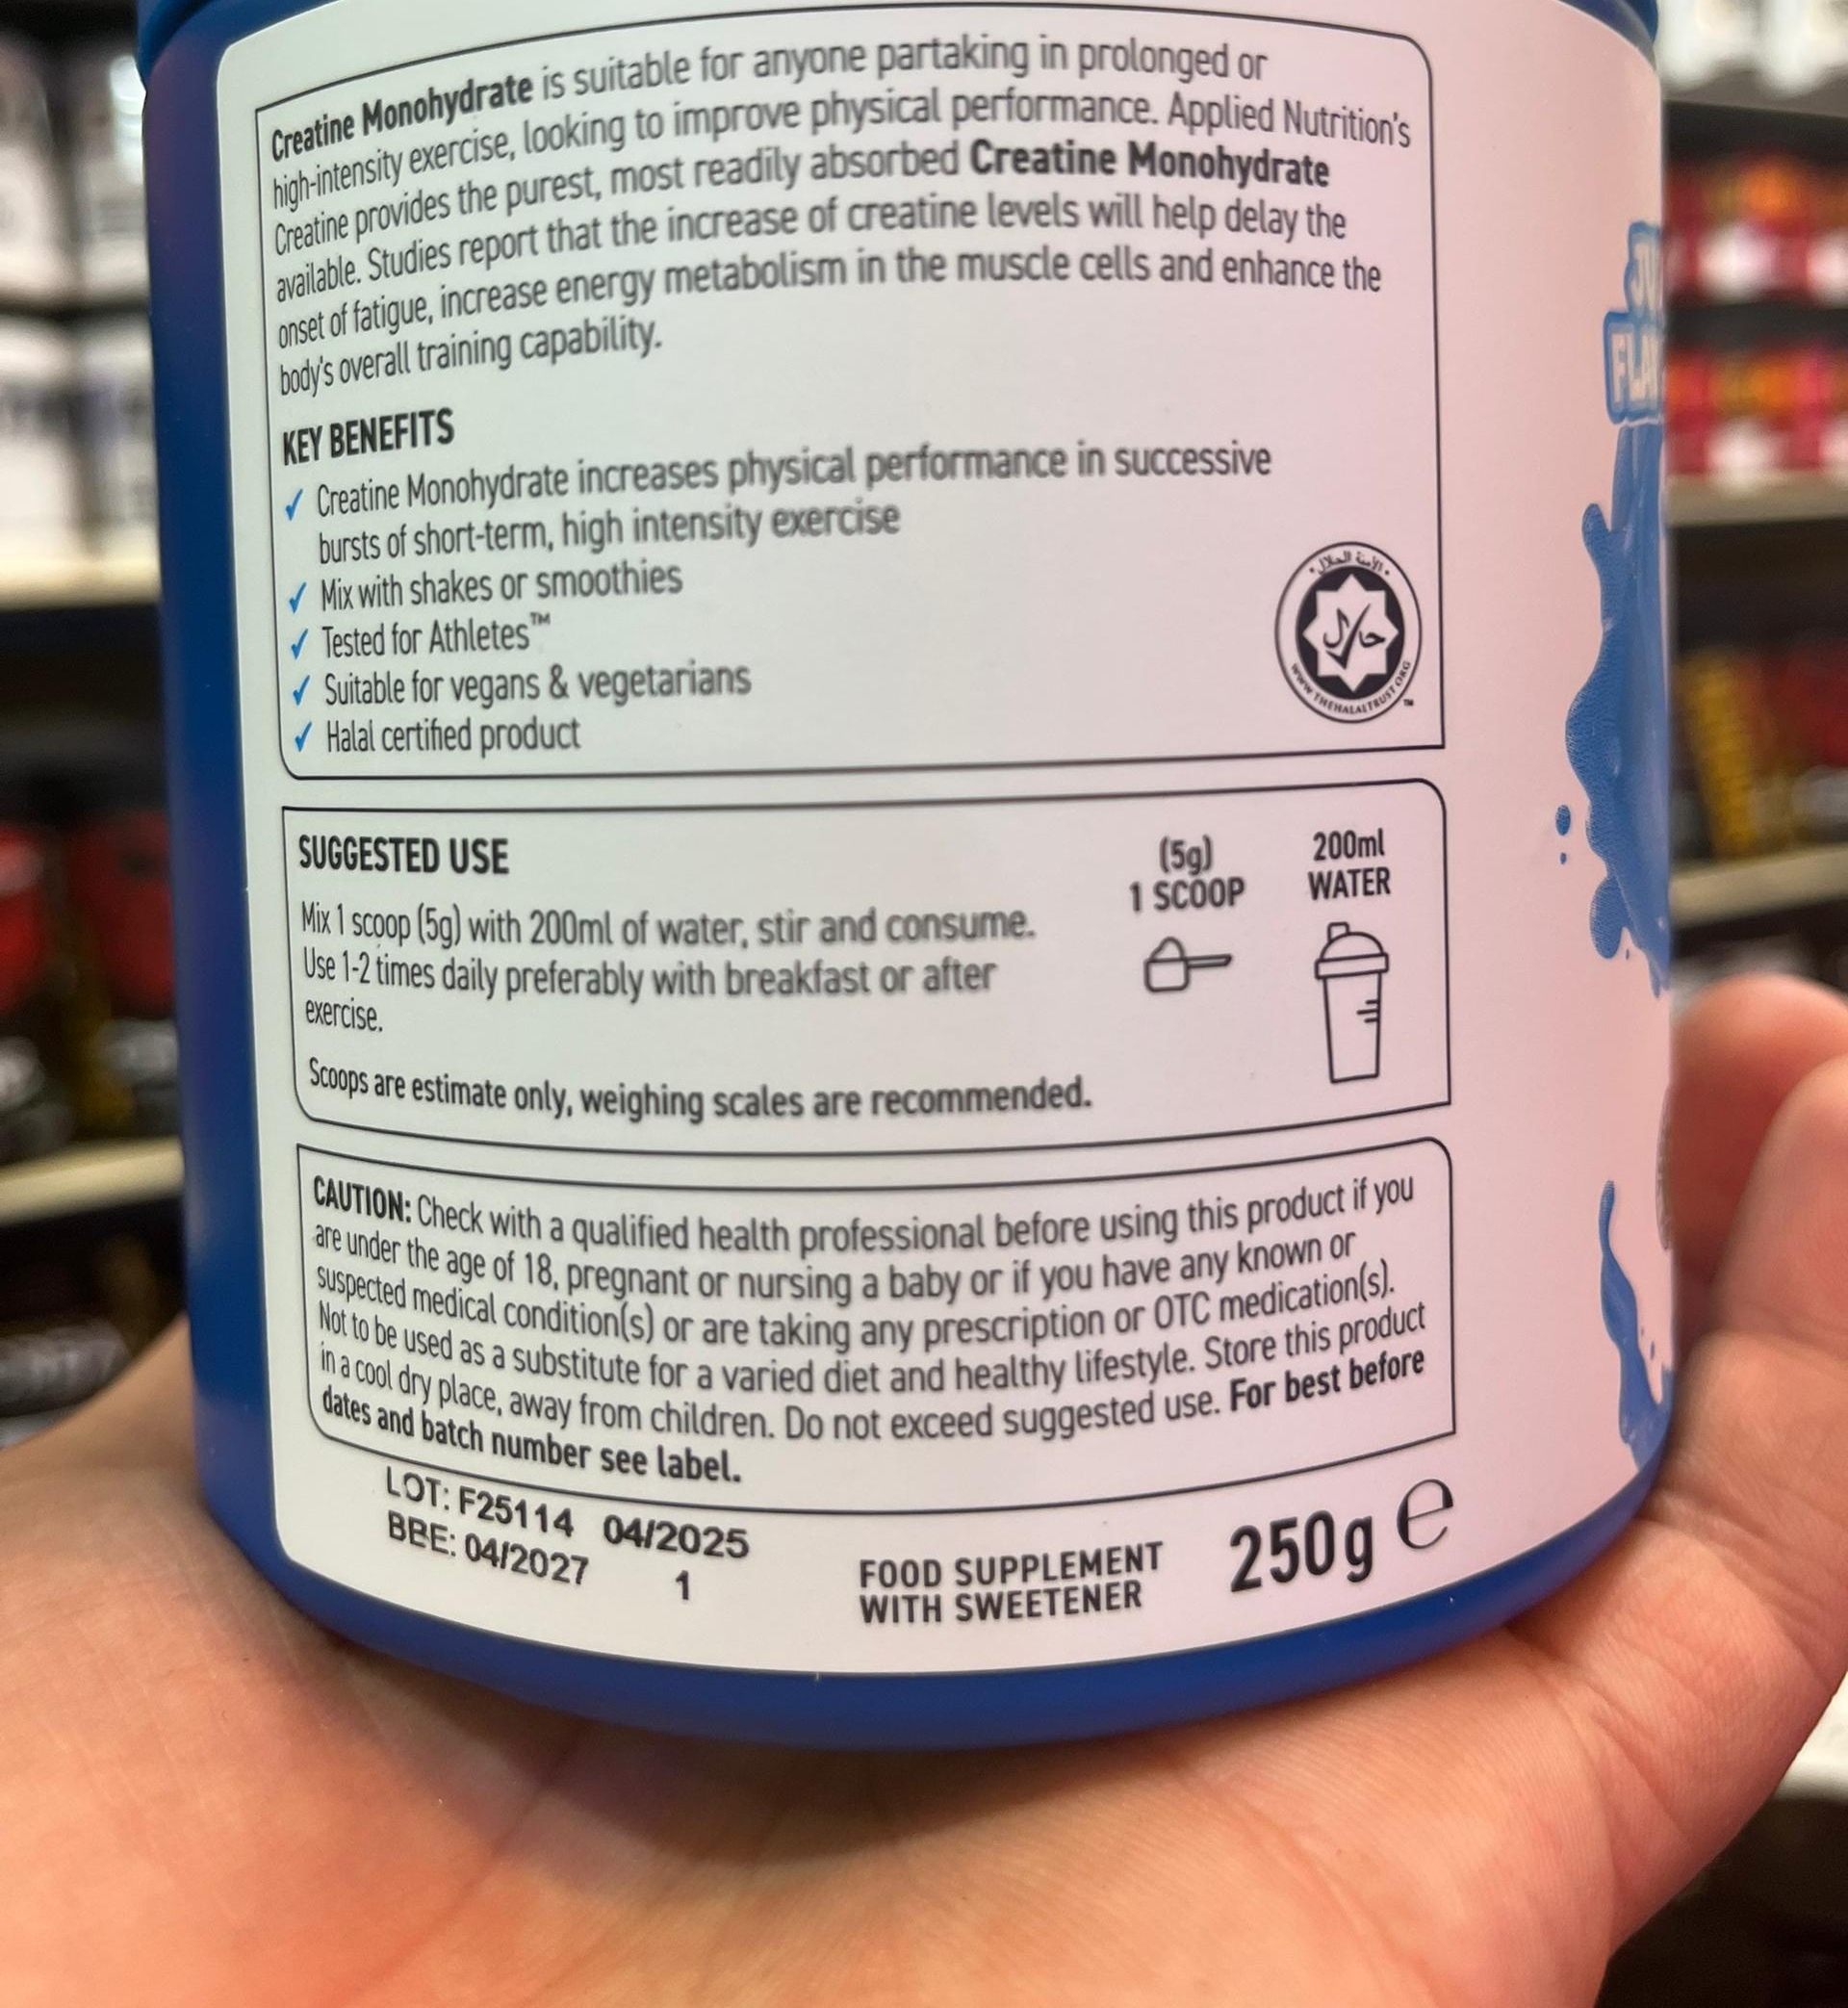 Creatine Monohydrate is suitable for anyone partaking in prolonged or
high-intensity exercise, looking to improve physical performance. Applied Nutrition's
Creatine provides the purest, most readily absorbed Creatine Monohydrate
available. Studies report that the increase of creatine levels will help delay the
onset of fatigue, increase energy metabolism in the muscle cells and enhance the
body's overall training capability.
KEY BENEFITS
✓ Creatine Monohydrate increases physical performance in successive
bursts of short-term, high intensity exercise
✓ Mix with shakes or smoothies
✓ Tested for Athletes™
✓ Suitable for vegans & vegetarians
✓ Halal certified product
حلال
WWW.THEHALALTRUST.ORG
™
SUGGESTED USE
Mix 1 scoop (5g) with 200ml of water, stir and consume.
Use 1-2 times daily preferably with breakfast or after
exercise.
Scoops are estimate only, weighing scales are recommended.
(5g)
1 SCOOP
200ml
WATER
CAUTION: Check with a qualified health professional before using this product if you
are under the age of 18, pregnant or nursing a baby or if you have any known or
suspected medical condition(s) or are taking any prescription or OTC medication(s).
Not to be used as a substitute for a varied diet and healthy lifestyle. Store this product
in a cool dry place, away from children. Do not exceed suggested use. For best before
dates and batch number see label.
LOT: F25114 04/2025
BBE: 04/2027 1
FOOD SUPPLEMENT
WITH SWEETENER
250g e